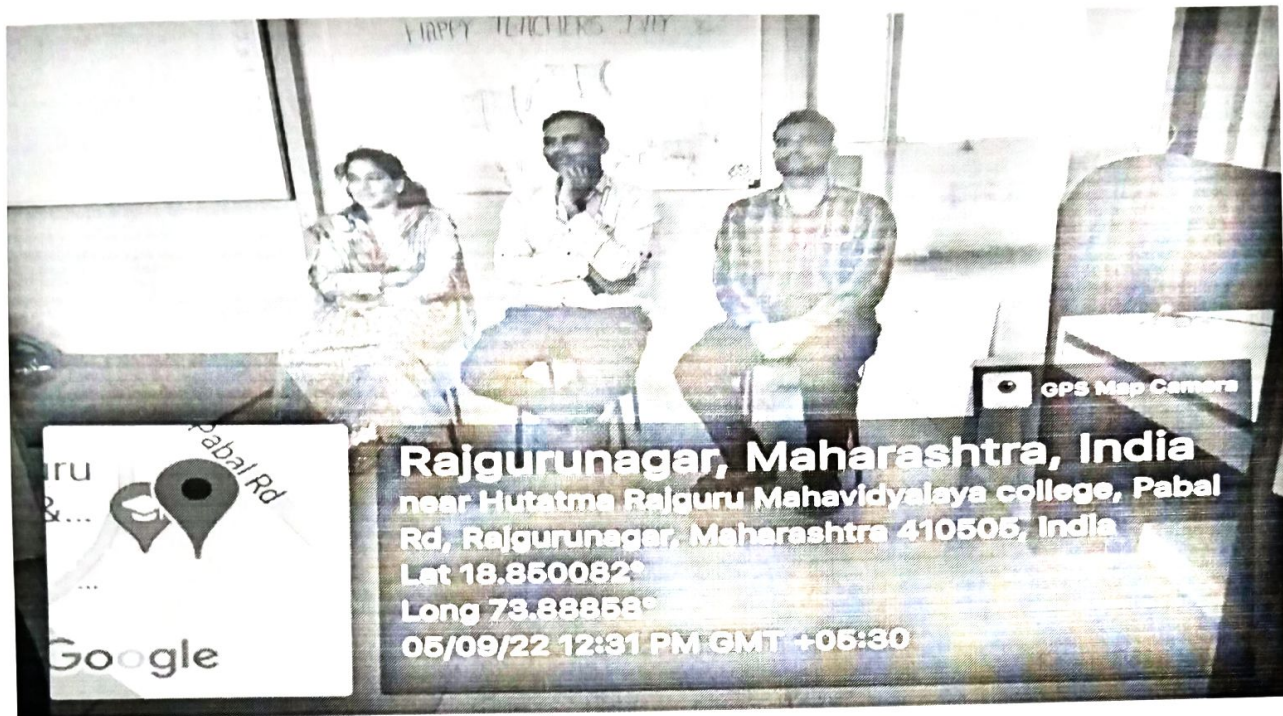 HAPPY TEACHERS DAY
GPS Map Camera
Pabal Rd
uru
&...
...
Google
Rajgurunagar, Maharashtra, India
near Hutatma Rajguru Mahavidyalaya college, Pabal
Rd, Rajgurunagar, Maharashtra 410505, India
Lat 18.850082°
Long 73.88858°
05/09/22 12:31 PM GMT +05:30